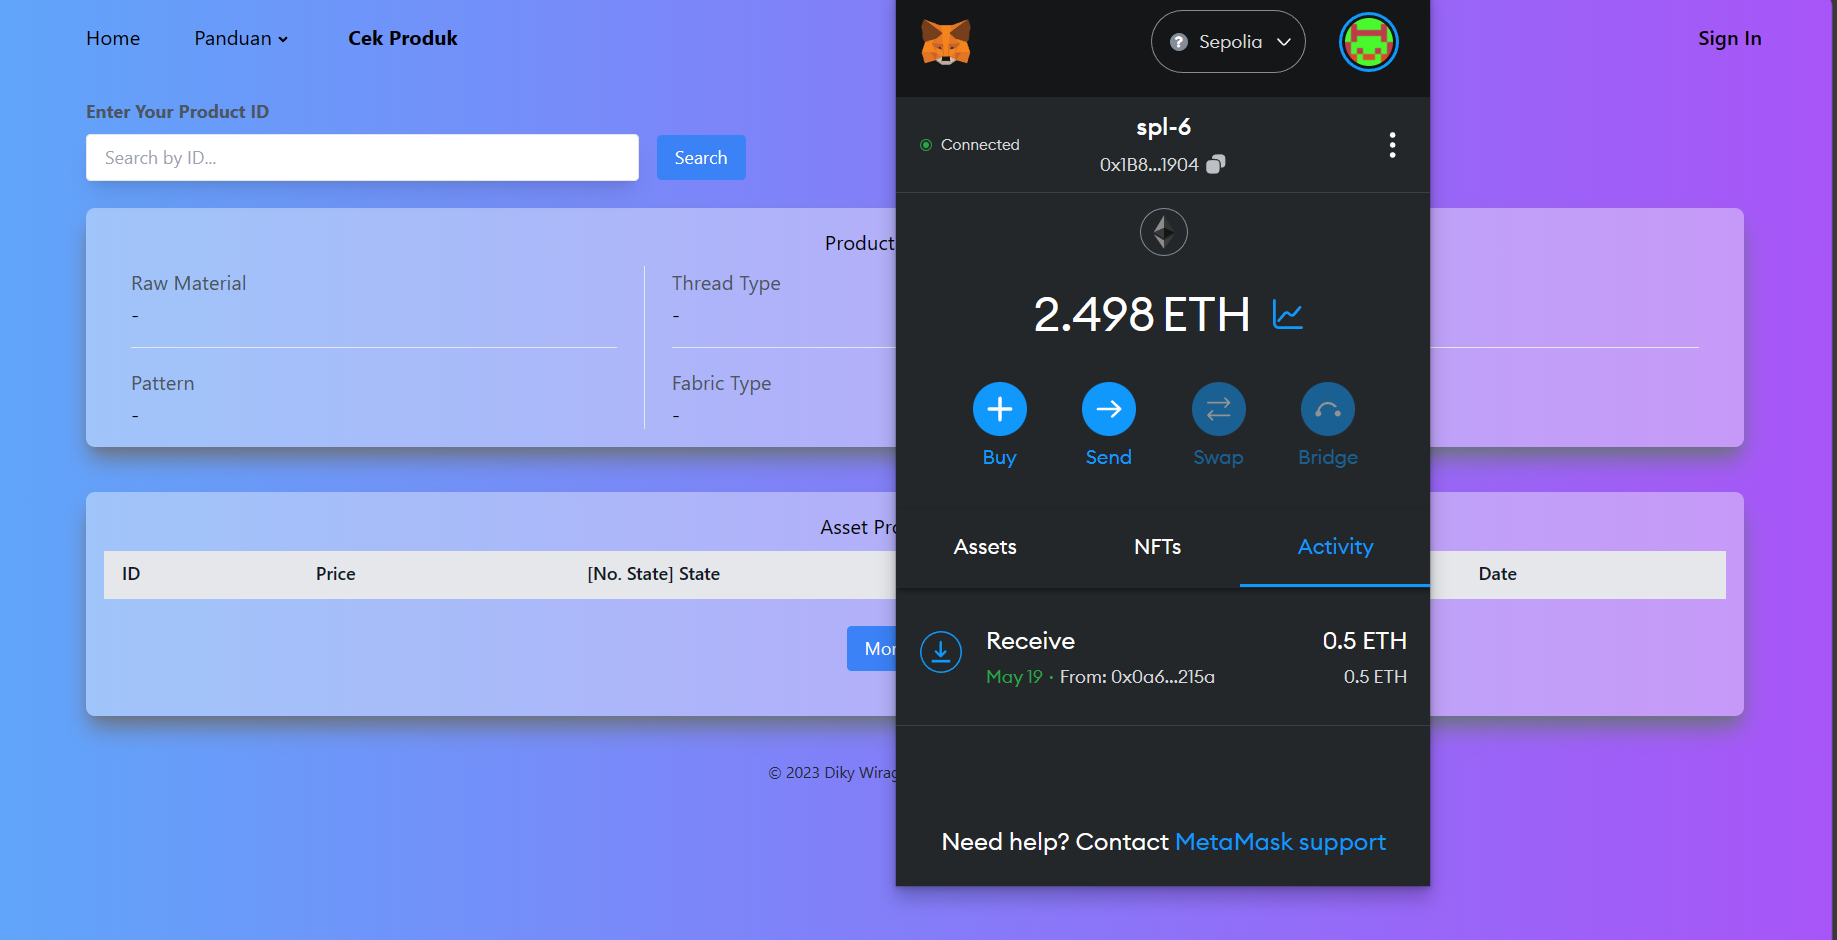 Home
Panduan
Cek Produk
Sign In
Enter Your Product ID
Search by ID...
Search
Product
Raw Material
-
Thread Type
-
Pattern
-
Fabric Type
-
Asset
ID
Price
[No. State] State
Date
© 2023 Diky
? Sepolia
Connected
spl-6
0x1B8...1904
2.498 ETH
Buy
Send
Swap
Bridge
Assets
NFTs
Activity
Receive
0.5 ETH
May 19 · From: 0x0a6...215a
0.5 ETH
Need help? Contact MetaMask support